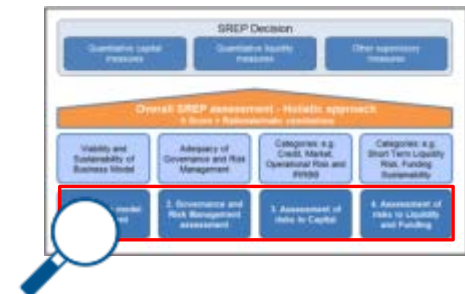 SREP Decision
Quantitative capital
measures
Quantitative liquidity
measures
Other supervisory
measures
Overall SREP assessment - Holistic approach
Viability and
Sustainability of
Business Model
Adequacy of
Governance and Risk
Management
Categories: e.g.
Credit, Market,
Operational Risk and
IRRBB
Categories: e.g.
Short Term Liquidity
Risk, Funding
Sustainability
model
2. Governance and
Risk Management
assessment
3. Assessment of
risks to Capital
4. Assessment of
risks to Liquidity
and Funding